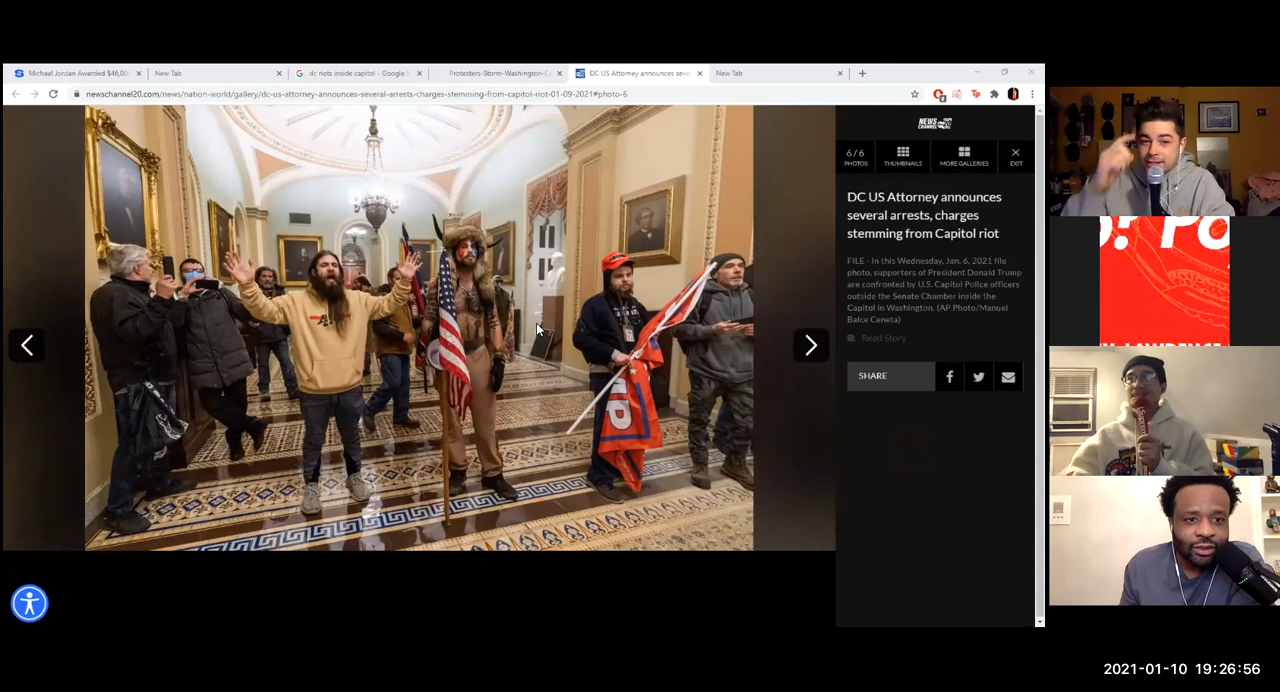 Michael Jordan Awarded $46,00
New Tab
dc riots inside capitol - Google S
Protesters-Storm-Washington-C
DC US Attorney announces seve
New Tab
newschannel20.com/news/nation-world/gallery/dc-us-attorney-announces-several-arrests-charges-stemming-from-capitol-riot-01-09-2021#photo-6
NEWS
CHANNEL
6/6
PHOTOS
THUMBNAILS
MORE GALLERIES
EXIT
DC US Attorney announces
several arrests, charges
stemming from Capitol riot
FILE - In this Wednesday, Jan. 6, 2021 file
photo, supporters of President Donald Trump
are confronted by U.S. Capitol Police officers
outside the Senate Chamber inside the
Capitol in Washington. (AP Photo/Manuel
Balce Ceneta)
Read Story
SHARE
2021-01-10 19:26:56